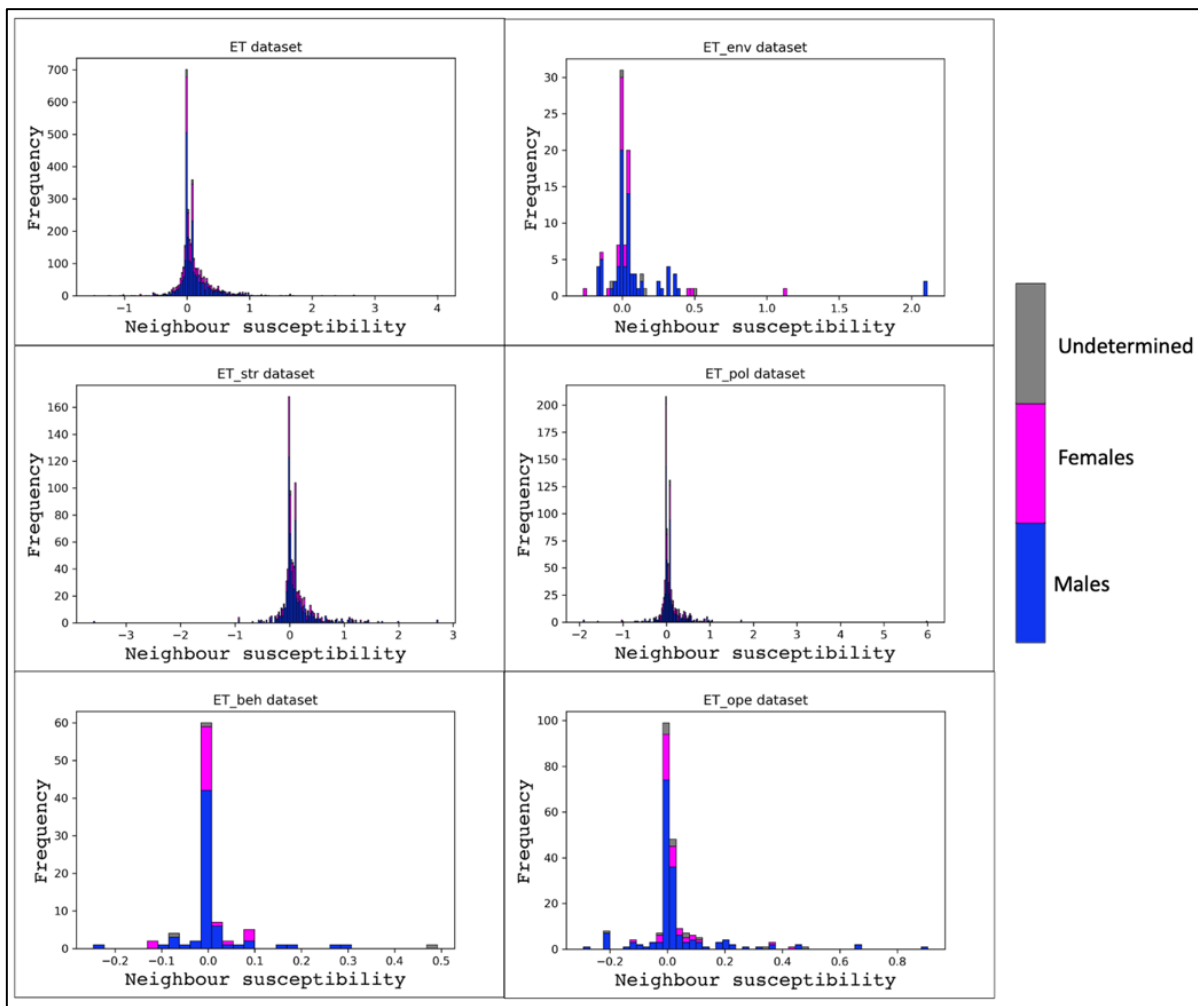 ET dataset
700
600
500
400
300
200
100
0
Frequency
−1 0 1 2 3 4
Neighbour susceptibility
ET_env dataset
30
25
20
15
10
5
0
Frequency
0.0 0.5 1.0 1.5 2.0
Neighbour susceptibility
ET_str dataset
160
140
120
100
80
60
40
20
0
Frequency
−3 −2 −1 0 1 2 3
Neighbour susceptibility
ET_pol dataset
200
175
150
125
100
75
50
25
0
Frequency
−2 −1 0 1 2 3 4 5 6
Neighbour susceptibility
ET_beh dataset
60
50
40
30
20
10
0
Frequency
−0.2 −0.1 0.0 0.1 0.2 0.3 0.4 0.5
Neighbour susceptibility
ET_ope dataset
100
80
60
40
20
0
Frequency
−0.2 0.0 0.2 0.4 0.6 0.8
Neighbour susceptibility
Undetermined
Females
Males